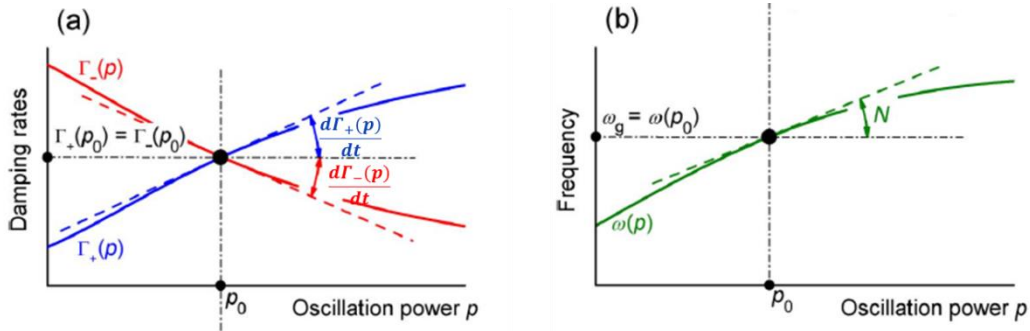 (a)
Γ₋(p)
Damping rates
Γ₊(p₀) = Γ₋(p₀)
dΓ₊(p)
dt
dΓ₋(p)
dt
Γ₊(p)
p₀
Oscillation power p
(b)
Frequency
ω_g = ω(p₀)
N
ω(p)
p₀
Oscillation power p